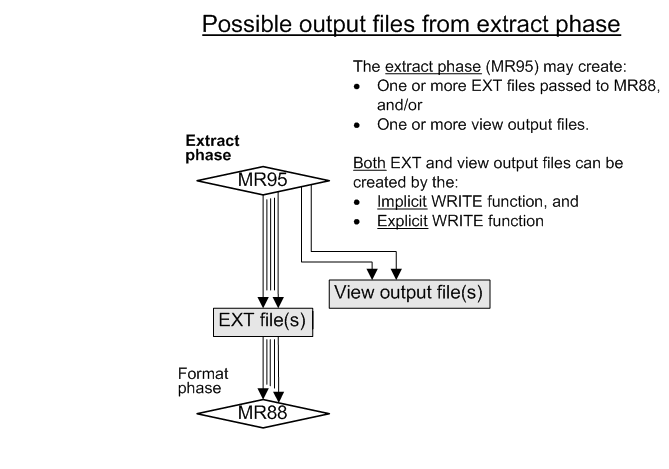 Possible output files from extract phase
The extract phase (MR95) may create:
• One or more EXT files passed to MR88,
and/or
• One or more view output files.
Both EXT and view output files can be
created by the:
• Implicit WRITE function, and
• Explicit WRITE function
Extract
phase
MR95
View output file(s)
EXT file(s)
Format
phase
MR88